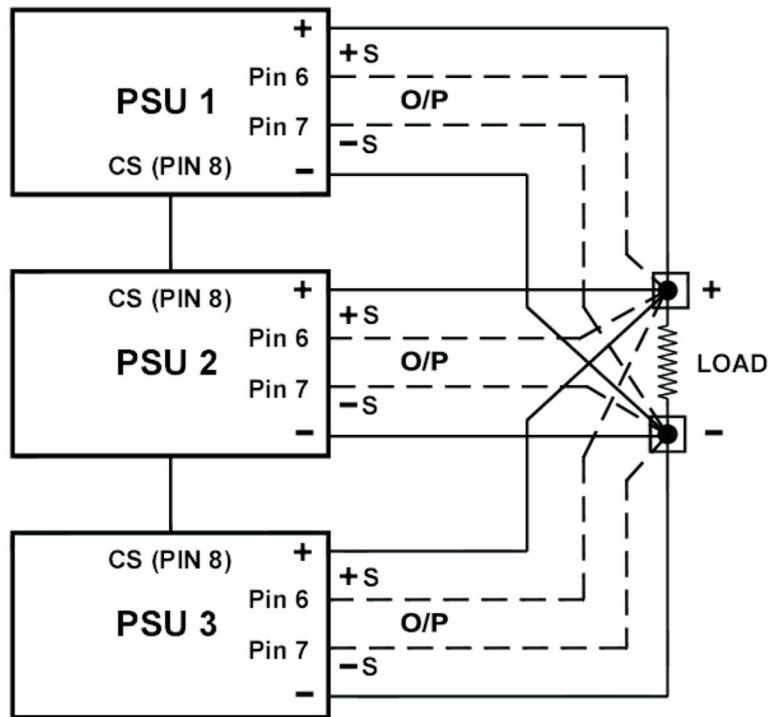 +
+S
Pin 6
O/P
PSU 1
Pin 7
−S
CS (PIN 8)
−
CS (PIN 8)
+
+
+S
Pin 6
O/P
LOAD
PSU 2
Pin 7
−S
−
−
CS (PIN 8)
+
+S
Pin 6
O/P
PSU 3
Pin 7
−S
−